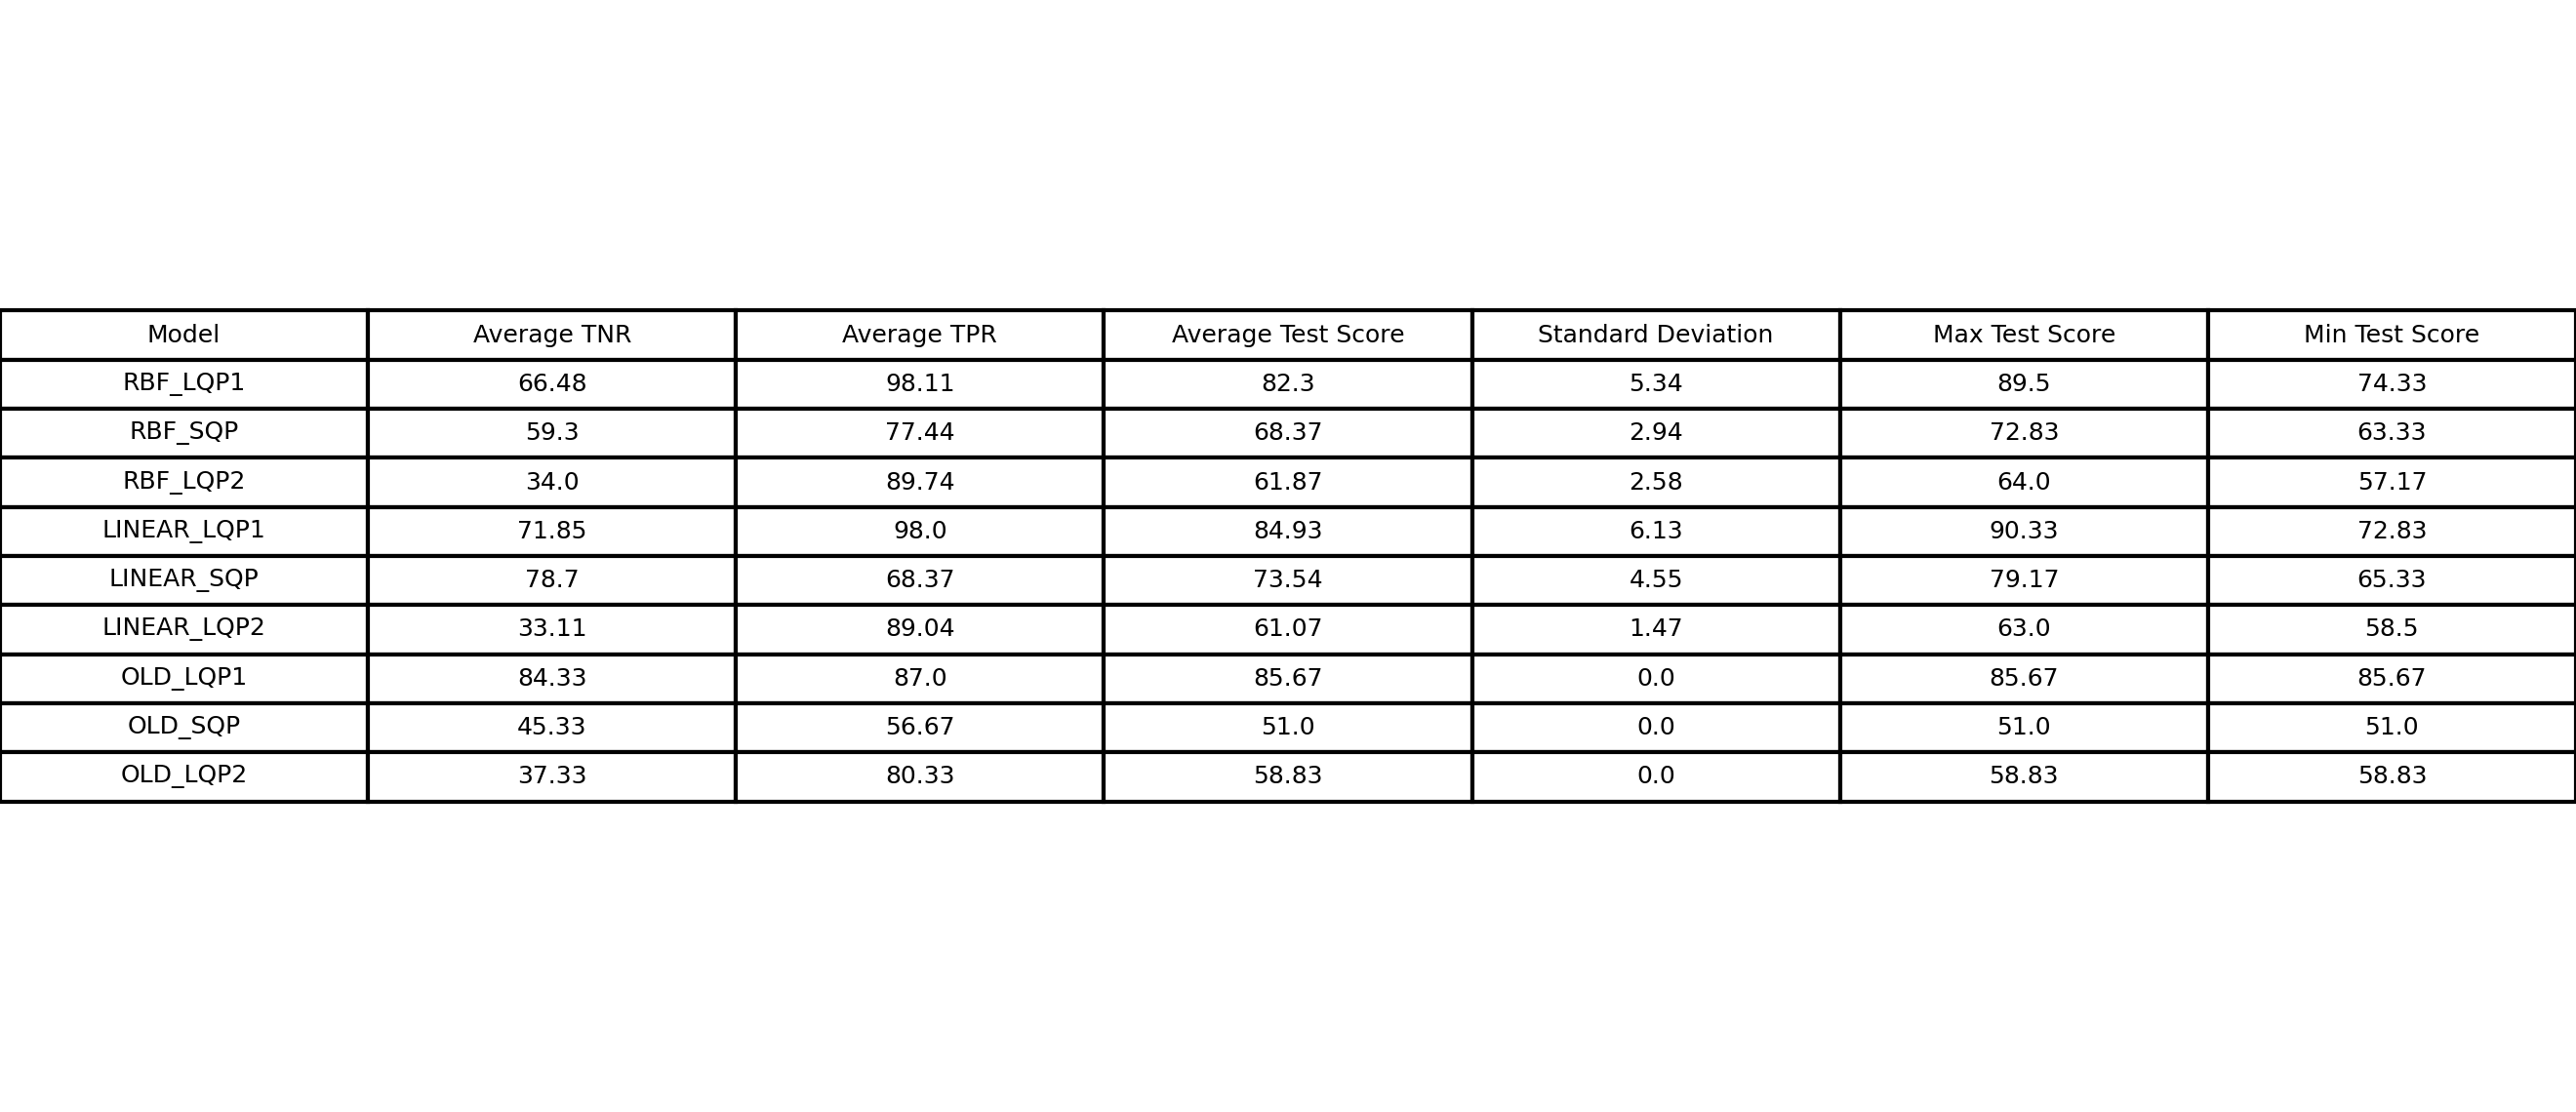 Model Average TNR Average TPR Average Test Score Standard Deviation Max Test Score Min Test Score
RBF_LQP1 66.48 98.11 82.3 5.34 89.5 74.33
RBF_SQP 59.3 77.44 68.37 2.94 72.83 63.33
RBF_LQP2 34.0 89.74 61.87 2.58 64.0 57.17
LINEAR_LQP1 71.85 98.0 84.93 6.13 90.33 72.83
LINEAR_SQP 78.7 68.37 73.54 4.55 79.17 65.33
LINEAR_LQP2 33.11 89.04 61.07 1.47 63.0 58.5
OLD_LQP1 84.33 87.0 85.67 0.0 85.67 85.67
OLD_SQP 45.33 56.67 51.0 0.0 51.0 51.0
OLD_LQP2 37.33 80.33 58.83 0.0 58.83 58.83